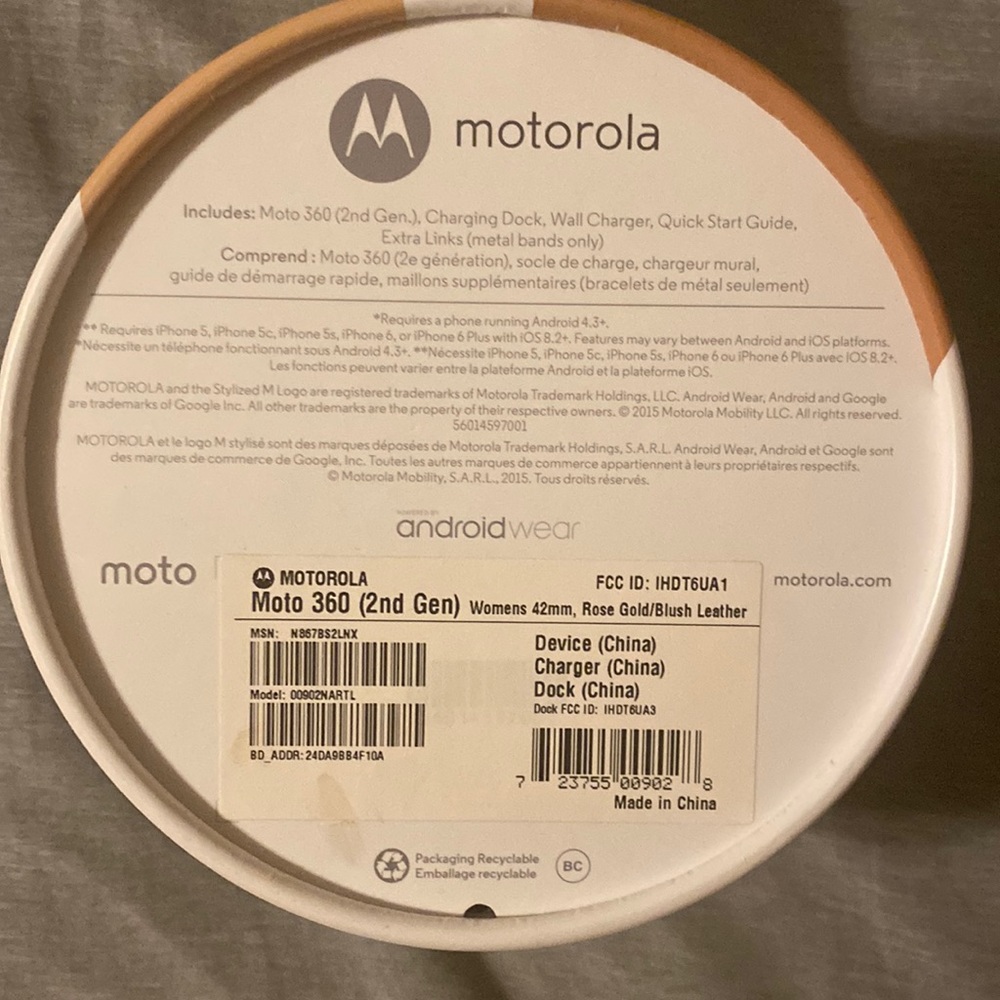 motorola
Includes: Moto 360 (2nd Gen.), Charging Dock, Wall Charger, Quick Start Guide,
Extra Links (metal bands only)
Comprend : Moto 360 (2e génération), socle de charge, chargeur mural,
guide de démarrage rapide, maillons supplémentaires (bracelets de métal seulement)
*Requires a phone running Android 4.3+.
** Requires iPhone 5, iPhone 5c, iPhone 5s, iPhone 6, or iPhone 6 Plus with iOS 8.2+. Features may vary between Android and iOS platforms.
*Nécessite un téléphone fonctionnant sous Android 4.3+. **Nécessite iPhone 5, iPhone 5c, iPhone 5s, iPhone 6 ou iPhone 6 Plus avec iOS 8.2+.
Les fonctions peuvent varier entre la plateforme Android et la plateforme iOS.
MOTOROLA and the Stylized M Logo are registered trademarks of Motorola Trademark Holdings, LLC. Android Wear, Android and Google
are trademarks of Google Inc. All other trademarks are the property of their respective owners. © 2015 Motorola Mobility LLC. All rights reserved.
56014597001
MOTOROLA et le logo M stylisé sont des marques déposées de Motorola Trademark Holdings, S.A.R.L. Android Wear, Android et Google sont
des marques de commerce de Google, Inc. Toutes les autres marques de commerce appartiennent à leurs propriétaires respectifs.
© Motorola Mobility, S.A.R.L., 2015. Tous droits réservés.
POWERED BY
androidwear
moto
motorola.com
MOTOROLA FCC ID: IHDT6UA1
Moto 360 (2nd Gen) Womens 42mm, Rose Gold/Blush Leather
MSN: N867BS2LNX
Model: 00902NARTL
BD_ADDR:24DA9BB4F10A
Device (China)
Charger (China)
Dock (China)
Dock FCC ID: IHDT6UA3
7 23755 00902 8
Made in China
Packaging Recyclable
Emballage recyclable
BC